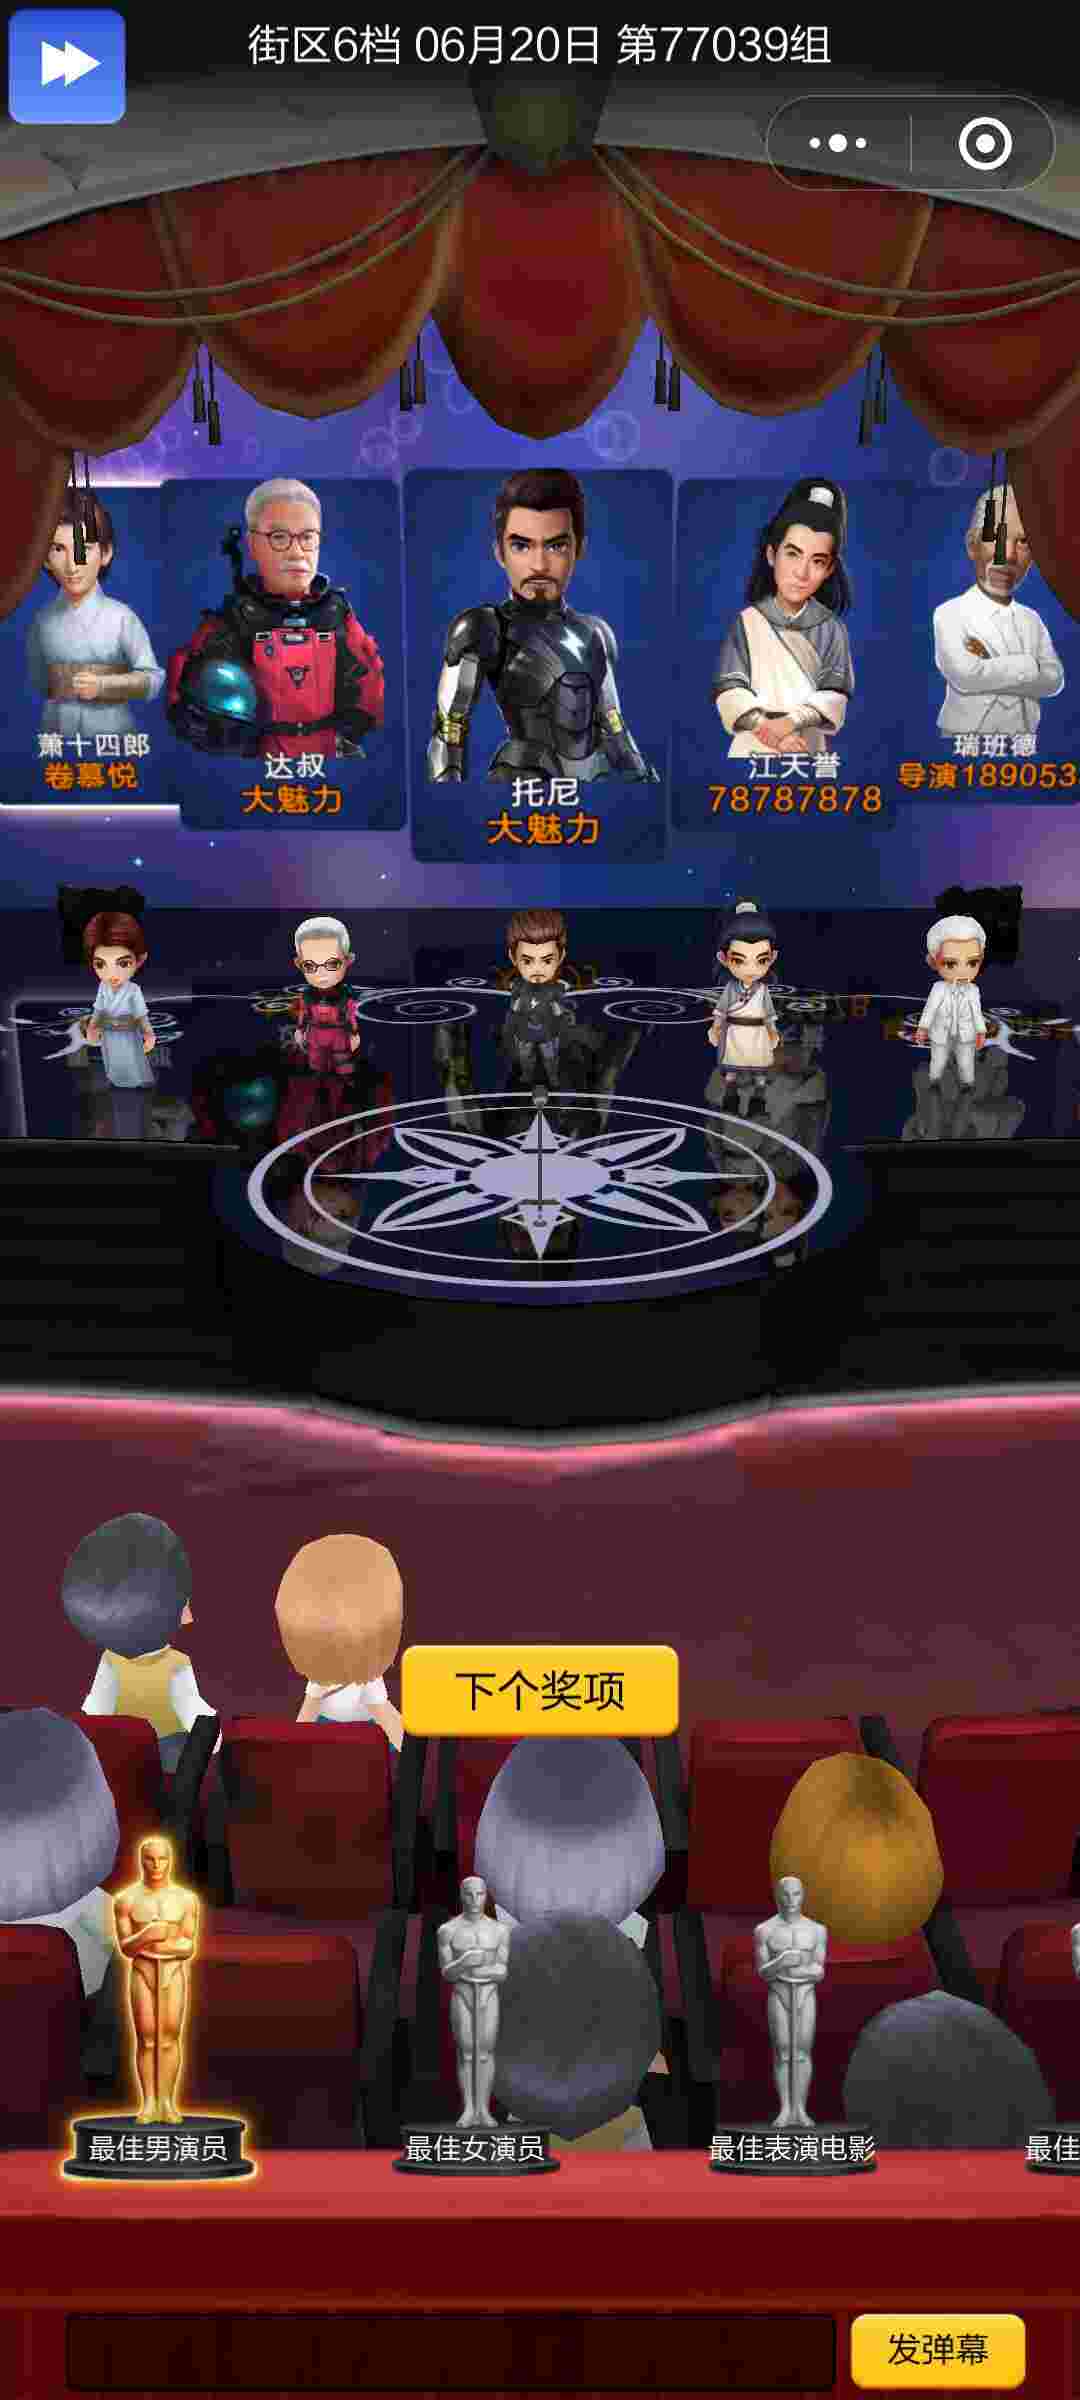 街区6档 06月20日 第77039组
萧十四郎
卷慕悦
达叔
大魅力
托尼
大魅力
江天誉
78787878
瑞班德
导演189053
下个奖项
最佳男演员
最佳女演员
最佳表演电影
最佳
发弹幕